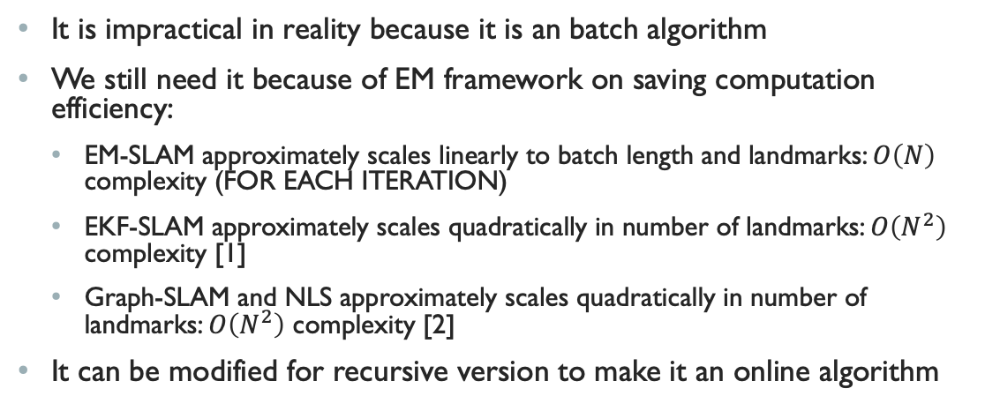 • It is impractical in reality because it is an batch algorithm
• We still need it because of EM framework on saving computation
efficiency:
• EM-SLAM approximately scales linearly to batch length and landmarks: O(N)
complexity (FOR EACH ITERATION)
• EKF-SLAM approximately scales quadratically in number of landmarks: O(N²)
complexity [1]
• Graph-SLAM and NLS approximately scales quadratically in number of
landmarks: O(N²) complexity [2]
• It can be modified for recursive version to make it an online algorithm